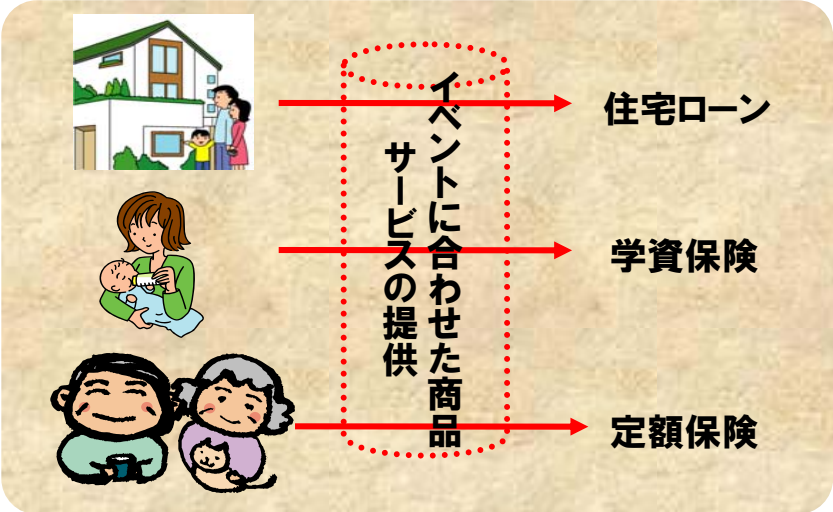 イベントに合わせた商品
サービスの提供
住宅ローン
学資保険
定額保険